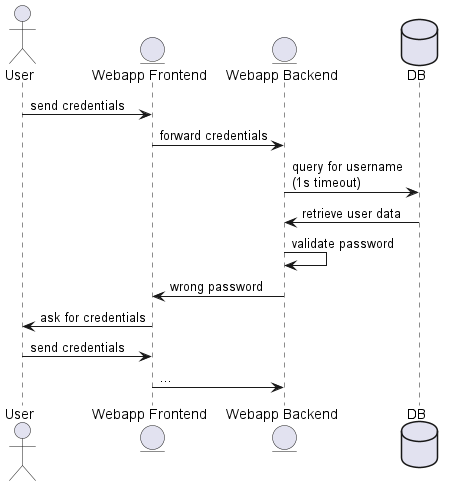 User
Webapp Frontend
Webapp Backend
DB
send credentials
forward credentials
query for username
(1s timeout)
retrieve user data
validate password
wrong password
ask for credentials
send credentials
...
User
Webapp Frontend
Webapp Backend
DB